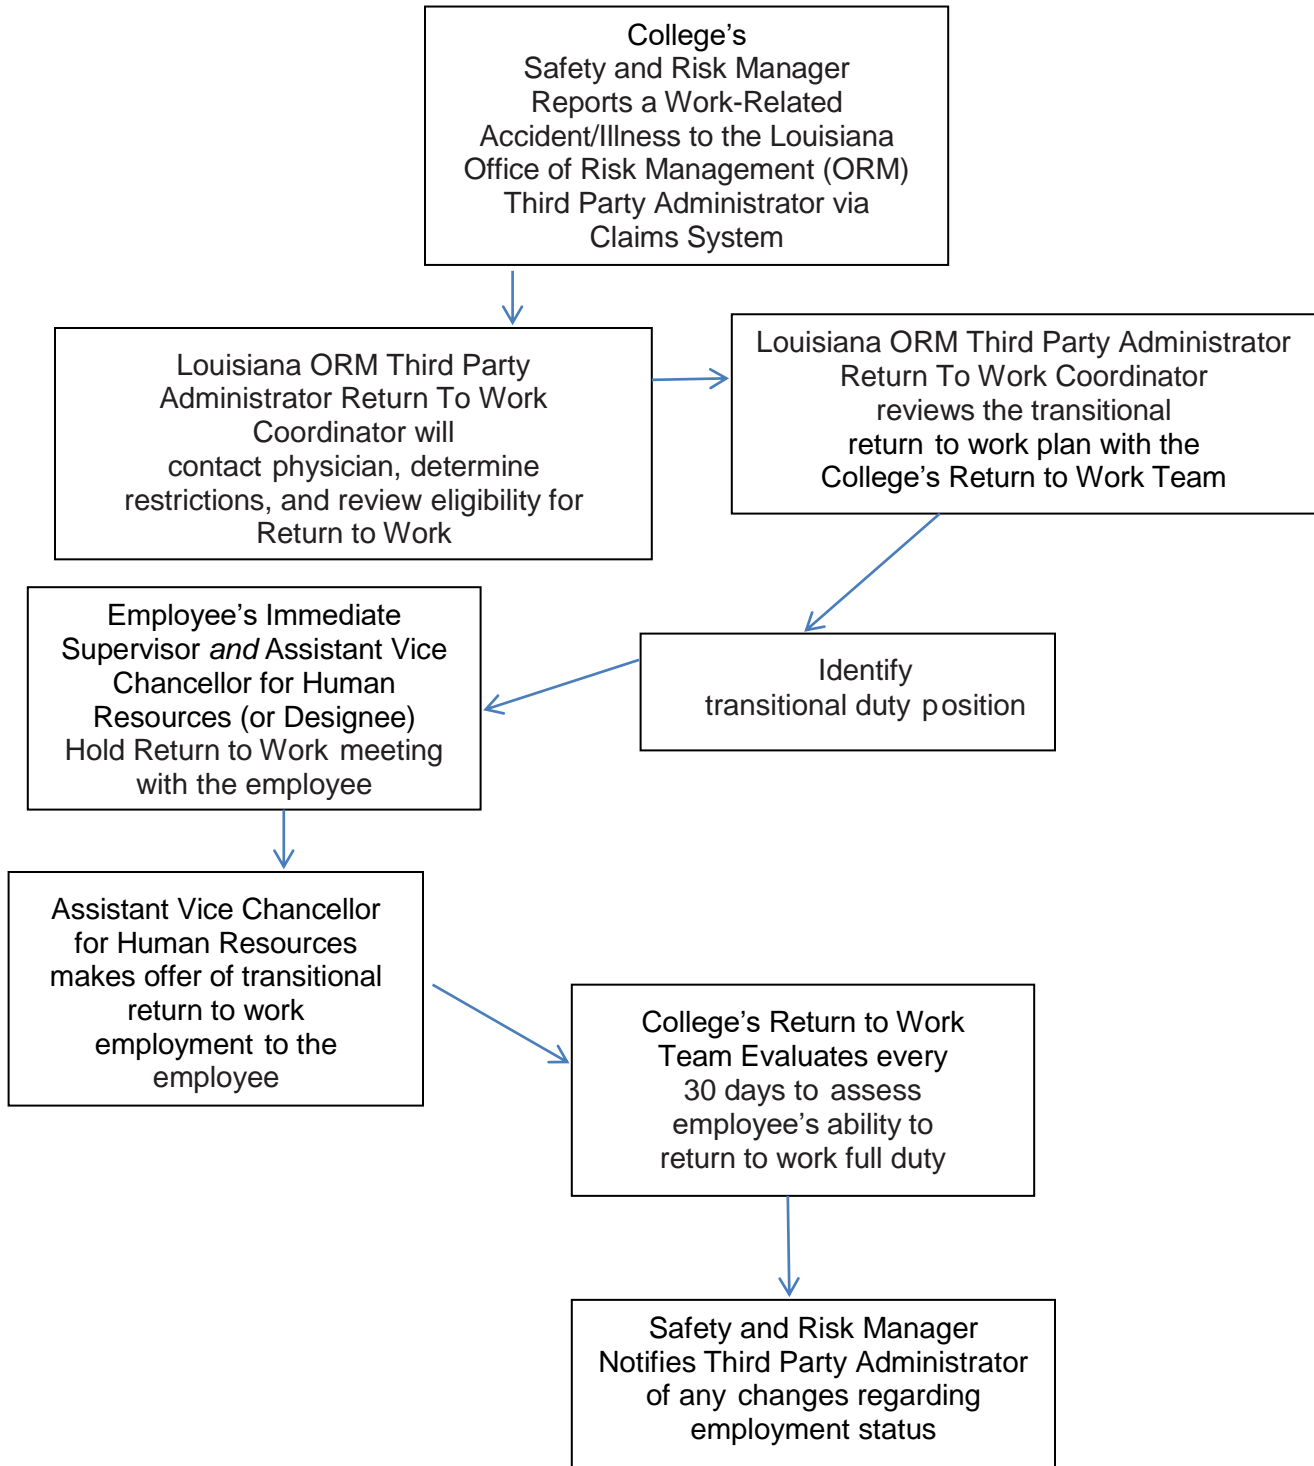 College's
Safety and Risk Manager
Reports a Work-Related
Accident/Illness to the Louisiana
Office of Risk Management (ORM)
Third Party Administrator via
Claims System
Louisiana ORM Third Party
Administrator Return To Work
Coordinator will
contact physician, determine
restrictions, and review eligibility for
Return to Work
Louisiana ORM Third Party Administrator
Return To Work Coordinator
reviews the transitional
return to work plan with the
College's Return to Work Team
Identify
transitional duty position
Employee's Immediate
Supervisor and Assistant Vice
Chancellor for Human
Resources (or Designee)
Hold Return to Work meeting
with the employee
Assistant Vice Chancellor
for Human Resources
makes offer of transitional
return to work
employment to the
employee
College's Return to Work
Team Evaluates every
30 days to assess
employee's ability to
return to work full duty
Safety and Risk Manager
Notifies Third Party Administrator
of any changes regarding
employment status